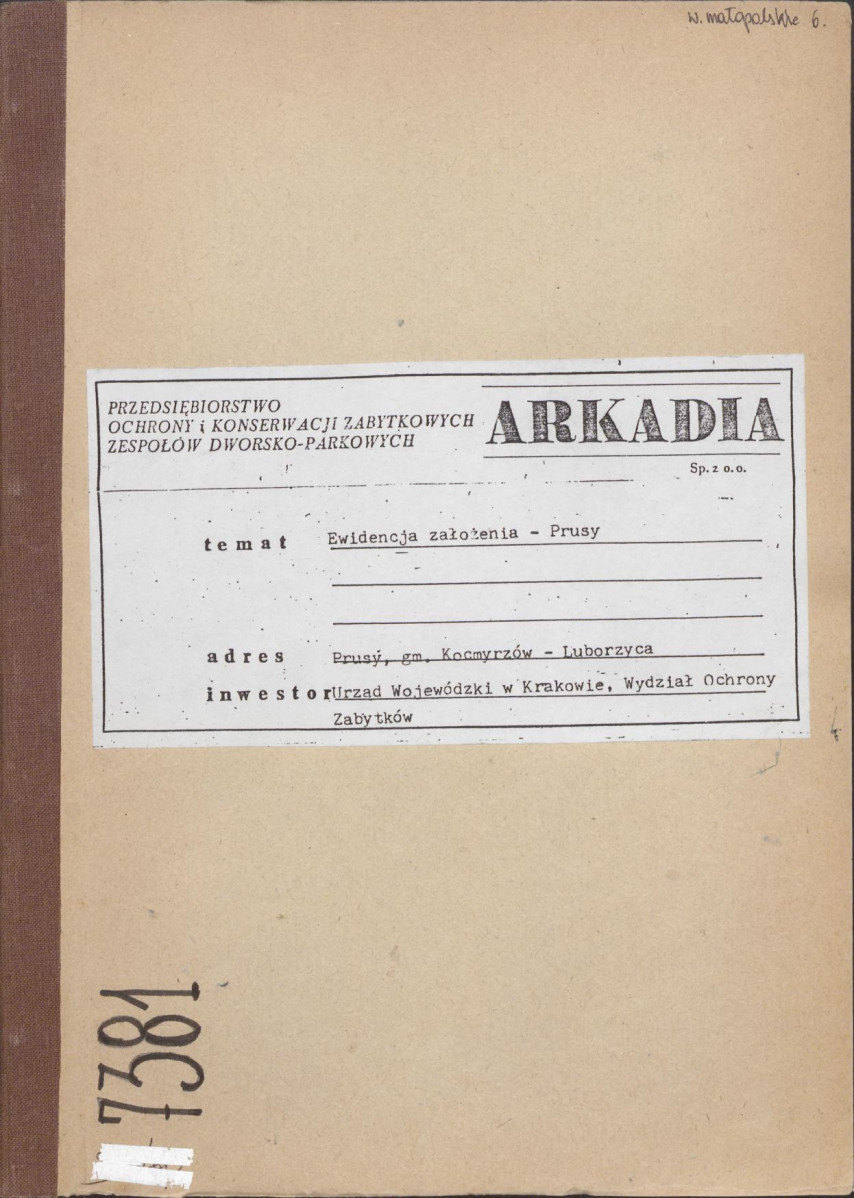 w. małopolskie 6.
PRZEDSIĘBIORSTWO
OCHRONY i KONSERWACJI ZABYTKOWYCH
ZESPOŁÓW DWORSKO-PARKOWYCH
ARKADIA
Sp. z o.o.
temat Ewidencja założenia - Prusy
adres Prusy, gm. Kocmyrzów - Luborzyca
inwestor Urząd Wojewódzki w Krakowie, Wydział Ochrony
Zabytków
7381